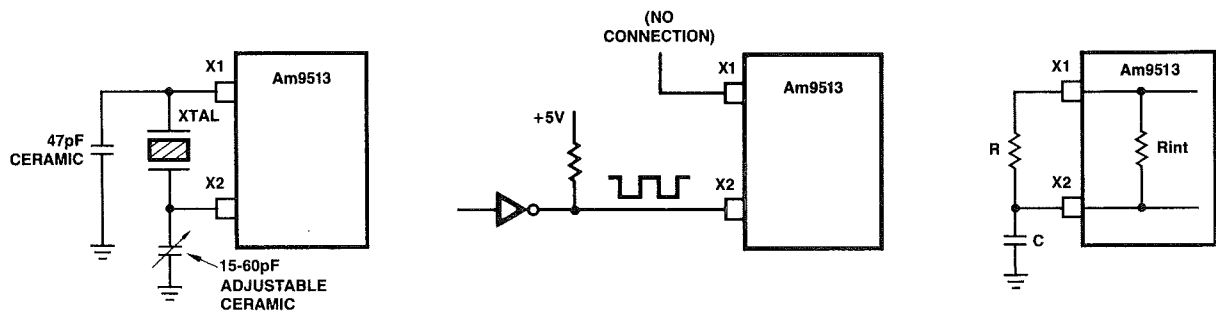 X1
Am9513
XTAL
47pF
CERAMIC
X2
15-60pF
ADJUSTABLE
CERAMIC
(NO
CONNECTION)
X1
Am9513
+5V
X2
X1
Am9513
R
Rint
X2
C